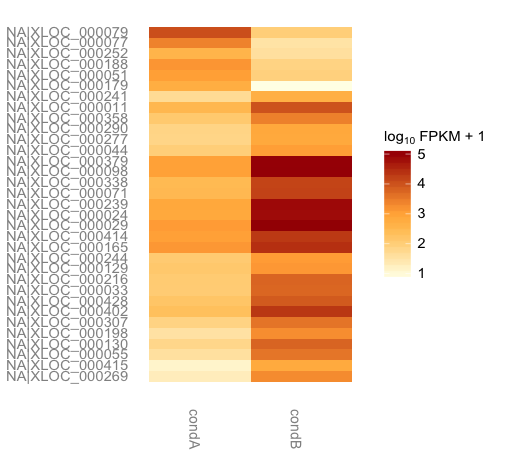 NA|XLOC_000079
NA|XLOC_000077
NA|XLOC_000252
NA|XLOC_000188
NA|XLOC_000051
NA|XLOC_000179
NA|XLOC_000241
NA|XLOC_000011
NA|XLOC_000358
NA|XLOC_000290
NA|XLOC_000277
NA|XLOC_000044
NA|XLOC_000379
NA|XLOC_000098
NA|XLOC_000338
NA|XLOC_000071
NA|XLOC_000239
NA|XLOC_000024
NA|XLOC_000029
NA|XLOC_000414
NA|XLOC_000165
NA|XLOC_000244
NA|XLOC_000129
NA|XLOC_000216
NA|XLOC_000033
NA|XLOC_000428
NA|XLOC_000402
NA|XLOC_000307
NA|XLOC_000198
NA|XLOC_000130
NA|XLOC_000055
NA|XLOC_000415
NA|XLOC_000269
condA
condB
log₁₀ FPKM + 1
5
4
3
2
1